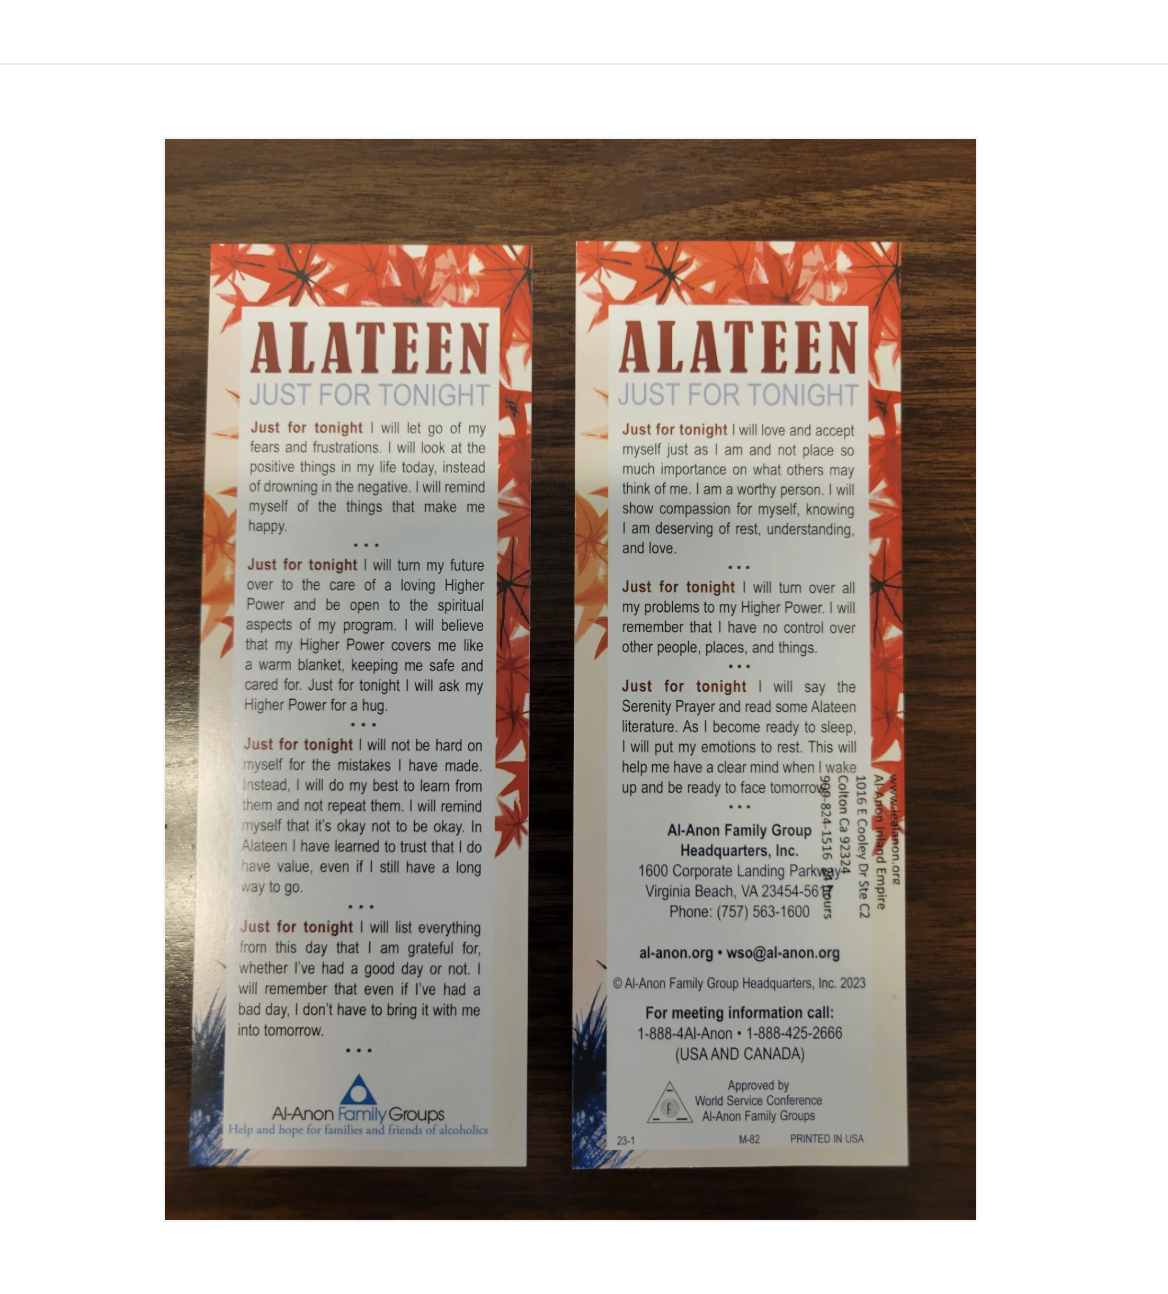 ALATEEN
JUST FOR TONIGHT
Just for tonight I will let go of my
fears and frustrations. I will look at the
positive things in my life today, instead
of drowning in the negative. I will remind
myself of the things that make me
happy.
• • •
Just for tonight I will turn my future
over to the care of a loving Higher
Power and be open to the spiritual
aspects of my program. I will believe
that my Higher Power covers me like
a warm blanket, keeping me safe and
cared for. Just for tonight I will ask my
Higher Power for a hug.
• • •
Just for tonight I will not be hard on
myself for the mistakes I have made.
Instead, I will do my best to learn from
them and not repeat them. I will remind
myself that it's okay not to be okay. In
Alateen I have learned to trust that I do
have value, even if I still have a long
way to go.
• • •
Just for tonight I will list everything
from this day that I am grateful for,
whether I've had a good day or not. I
will remember that even if I've had a
bad day, I don't have to bring it with me
into tomorrow.
• • •
Al-Anon Family Groups
Help and hope for families and friends of alcoholics
ALATEEN
JUST FOR TONIGHT
Just for tonight I will love and accept
myself just as I am and not place so
much importance on what others may
think of me. I am a worthy person. I will
show compassion for myself, knowing
I am deserving of rest, understanding,
and love.
• • •
Just for tonight I will turn over all
my problems to my Higher Power. I will
remember that I have no control over
other people, places, and things.
• • •
Just for tonight I will say the
Serenity Prayer and read some Alateen
literature. As I become ready to sleep,
I will put my emotions to rest. This will
help me have a clear mind when I wake
up and be ready to face tomorrow.
• • •
Al-Anon Family Group
Headquarters, Inc.
1600 Corporate Landing Parkway
Virginia Beach, VA
Phone: (757) 563-1600
al-anon.org • wso@al-anon.org
© Al-Anon Family Group Headquarters, Inc. 2023
For meeting information call:
1-888-4Al-Anon • 1-888-425-2666
(USA AND CANADA)
Approved by
World Service Conference
Al-Anon Family Groups
23-1 M-82 PRINTED IN USA
www.iealanon.org
Al-Anon Inland Empire
1016 E Cooley Dr Ste C2
Colton Ca 92324
909-824-1516 24 hours